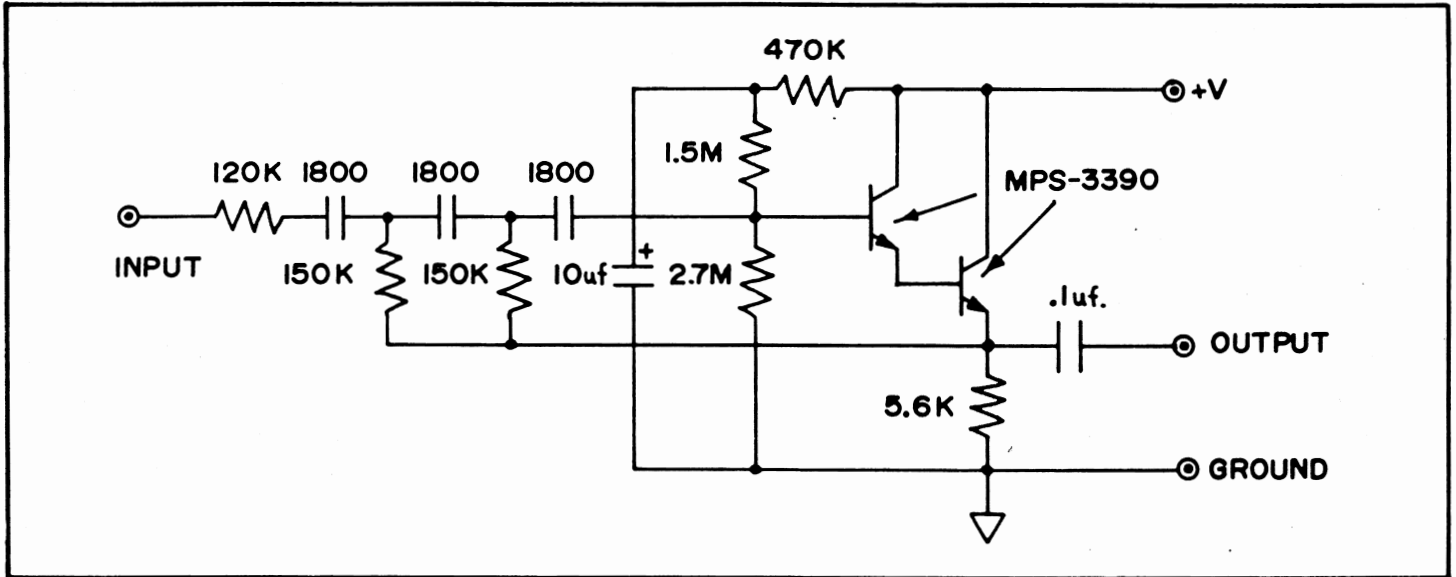 470K
+V
1.5M
120K 1800 1800 1800
MPS-3390
INPUT
150K 150K 10uf + 2.7M
.1uf.
OUTPUT
5.6K
GROUND